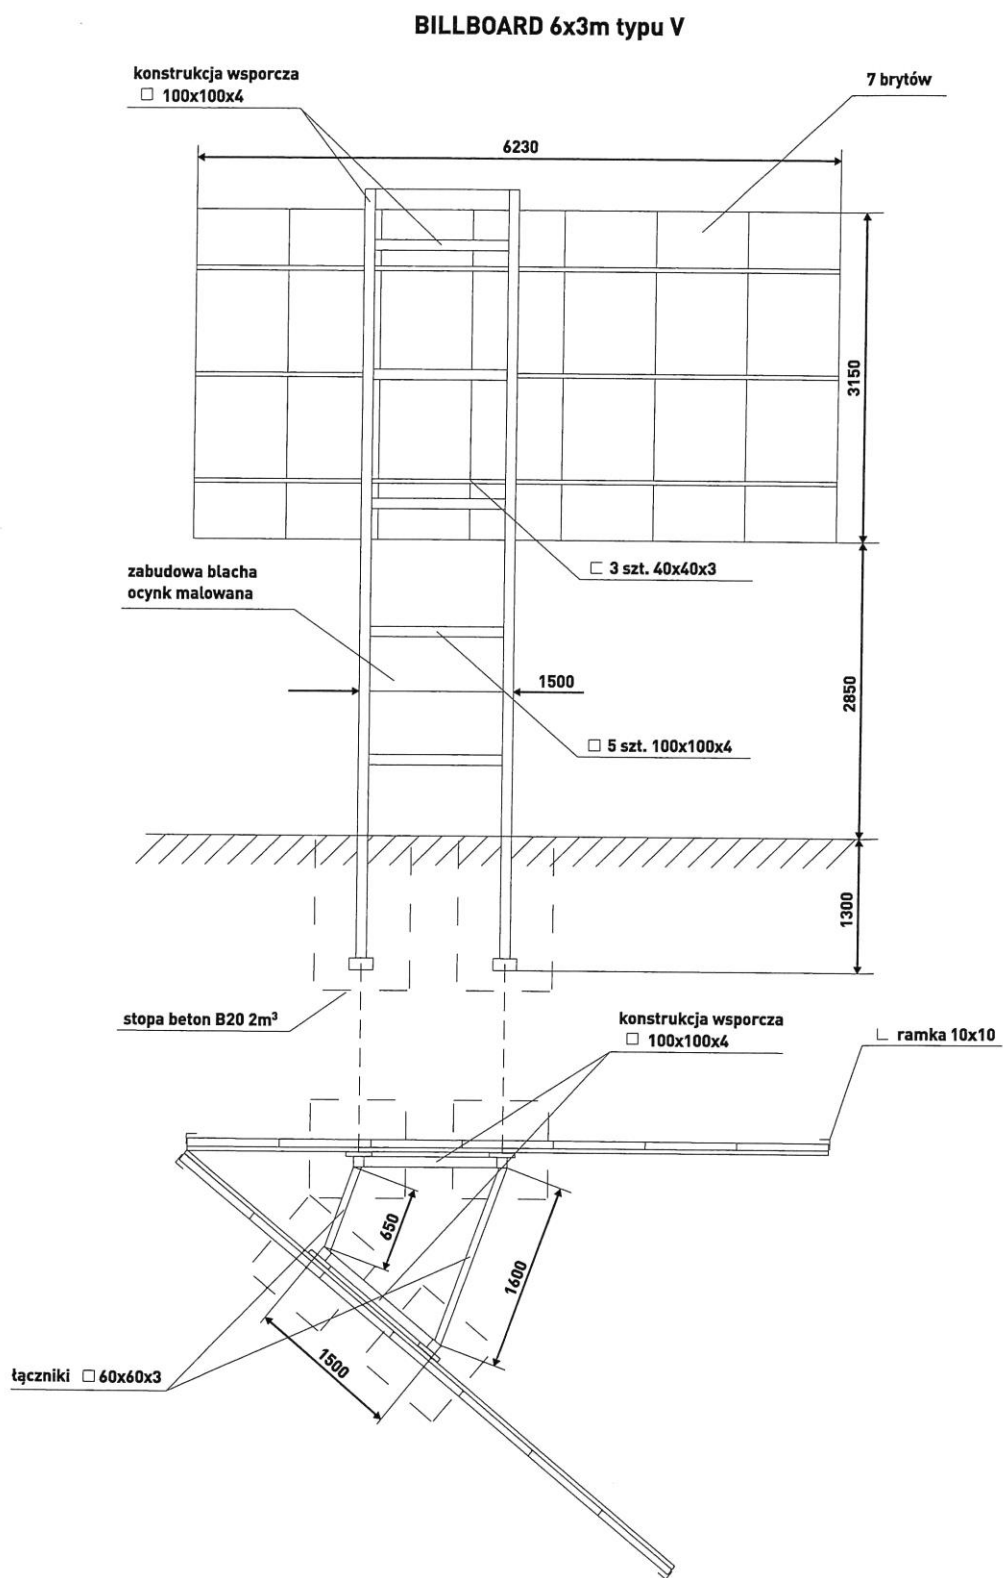 BILLBOARD 6x3m typu V
konstrukcja wsporcza
□ 100x100x4
7 brytów
6230
3150
□ 3 szt. 40x40x3
zabudowa blacha
ocynk malowana
1500
2850
□ 5 szt. 100x100x4
1300
stopa beton B20 2m³
konstrukcja wsporcza
□ 100x100x4
∟ ramka 10x10
650
1600
1500
łączniki □ 60x60x3